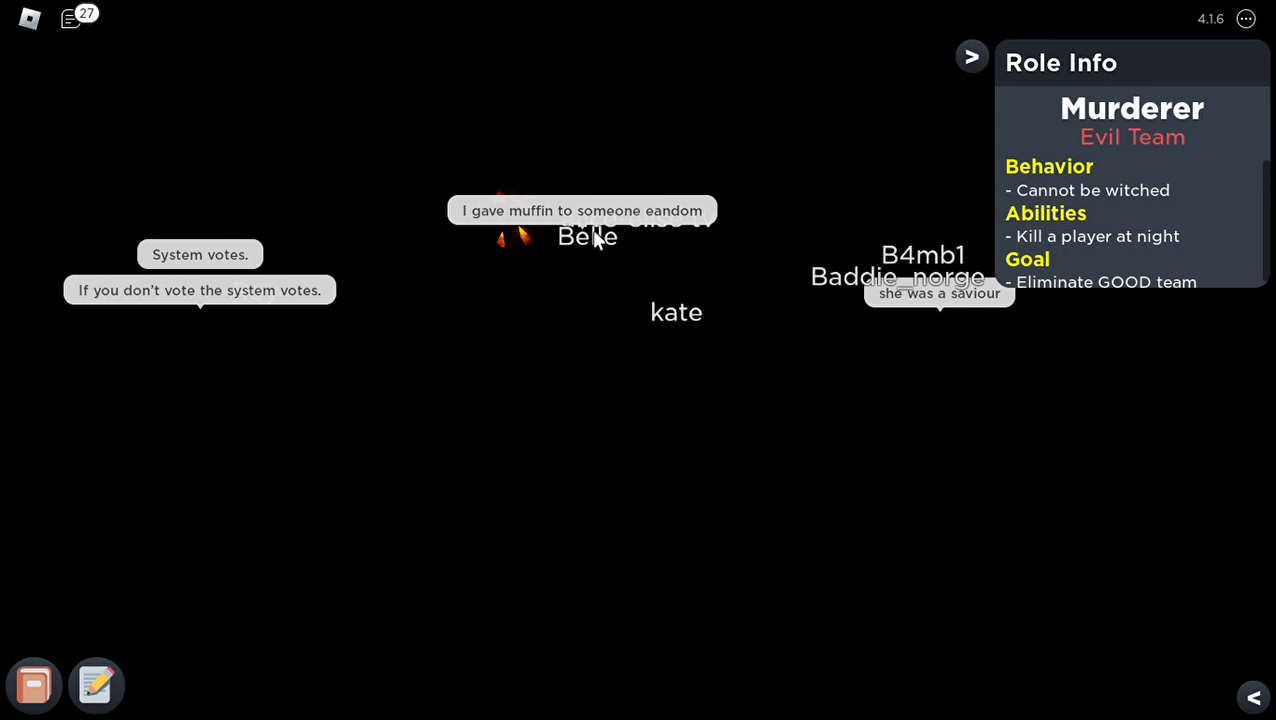 27
4.1.6
Role Info
Murderer
Evil Team
Behavior
- Cannot be witched
Abilities
- Kill a player at night
Goal
- Eliminate GOOD team
I gave muffin to someone eandom
Belle
System votes.
If you don't vote the system votes.
B4mb1
Baddie_norge
she was a saviour
kate